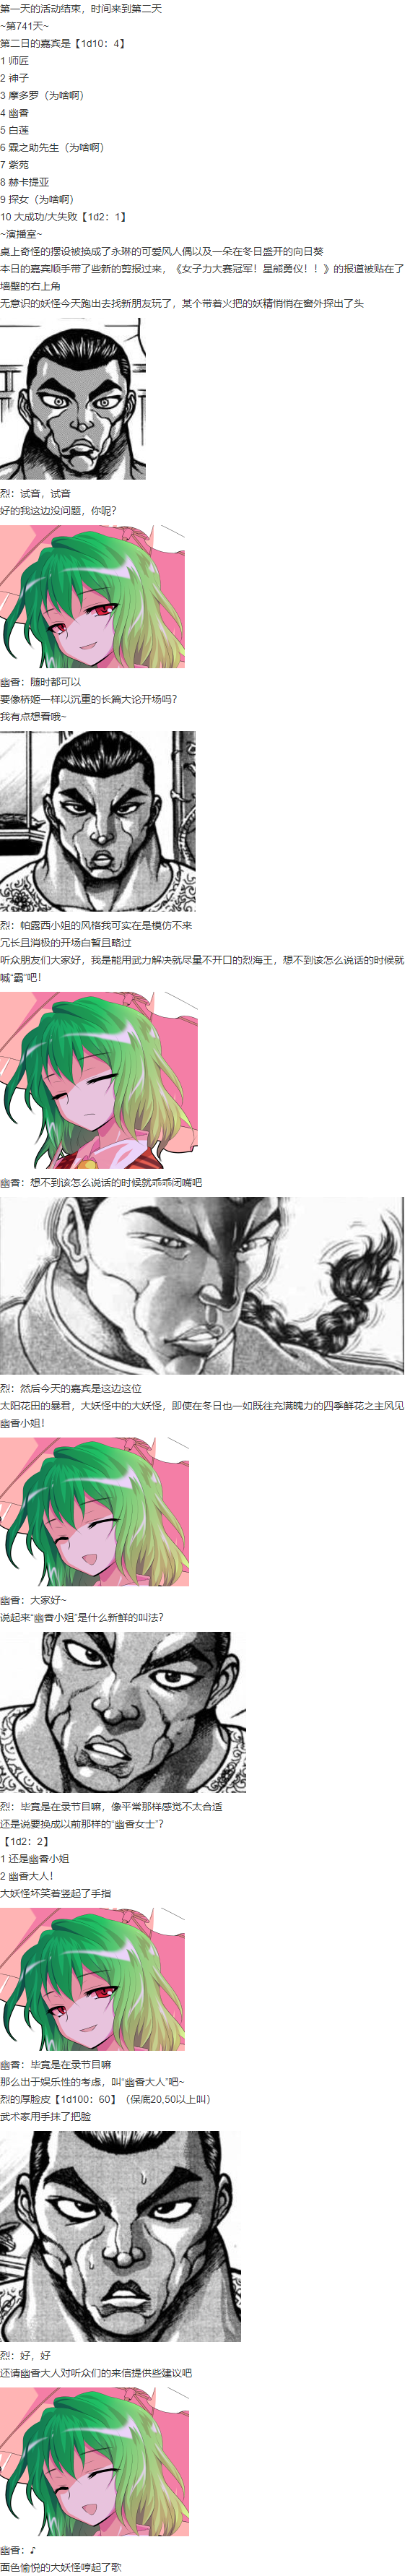 第一天的活动结束，时间来到第二天
~第741天~
第二日的嘉宾是【1d10：4】
1 师匠
2 神子
3 摩多罗（为啥啊）
4 幽香
5 白莲
6 霖之助先生（为啥啊）
7 紫苑
8 赫卡提亚
9 探女（为啥啊）
10 大成功/大失败【1d2：1】
~演播室~
桌上奇怪的摆设被换成了永琳的可爱风人偶以及一朵在冬日盛开的向日葵
本日的嘉宾顺手带了些新的剪报过来，《女子力大赛冠军！星熊勇仪！！》的报道被贴在了
墙壁的右上角
无意识的妖怪今天跑出去找新朋友玩了，某个带着火把的妖精悄悄在窗外探出了头
烈：试音，试音
好的我这边没问题，你呢？
幽香：随时都可以
要像桥姬一样以沉重的长篇大论开场吗？
我有点想看哦~
烈：帕露西小姐的风格我可实在是模仿不来
冗长且消极的开场白暂且略过
听众朋友们大家好，我是能用武力解决就尽量不开口的烈海王，想不到该怎么说话的时候就
喊“霸”吧！
幽香：想不到该怎么说话的时候就乖乖闭嘴吧
烈：然后今天的嘉宾是这边这位
太阳花田的暴君，大妖怪中的大妖怪，即使在冬日也一如既往充满魄力的四季鲜花之主风见
幽香小姐！
幽香：大家好~
说起来“幽香小姐”是什么新鲜的叫法？
烈：毕竟是在录节目嘛，像平常那样感觉不太合适
还是说要换成以前那样的“幽香女士”？
【1d2：2】
1 还是幽香小姐
2 幽香大人！
大妖怪坏笑着竖起了手指
幽香：毕竟是在录节目嘛
那么出于娱乐性的考虑，叫“幽香大人”吧~
烈的厚脸皮【1d100：60】（保底20,50以上叫）
武术家用手抹了把脸
烈：好，好
还请幽香大人对听众们的来信提供些建议吧
幽香：♪
面色愉悦的大妖怪哼起了歌